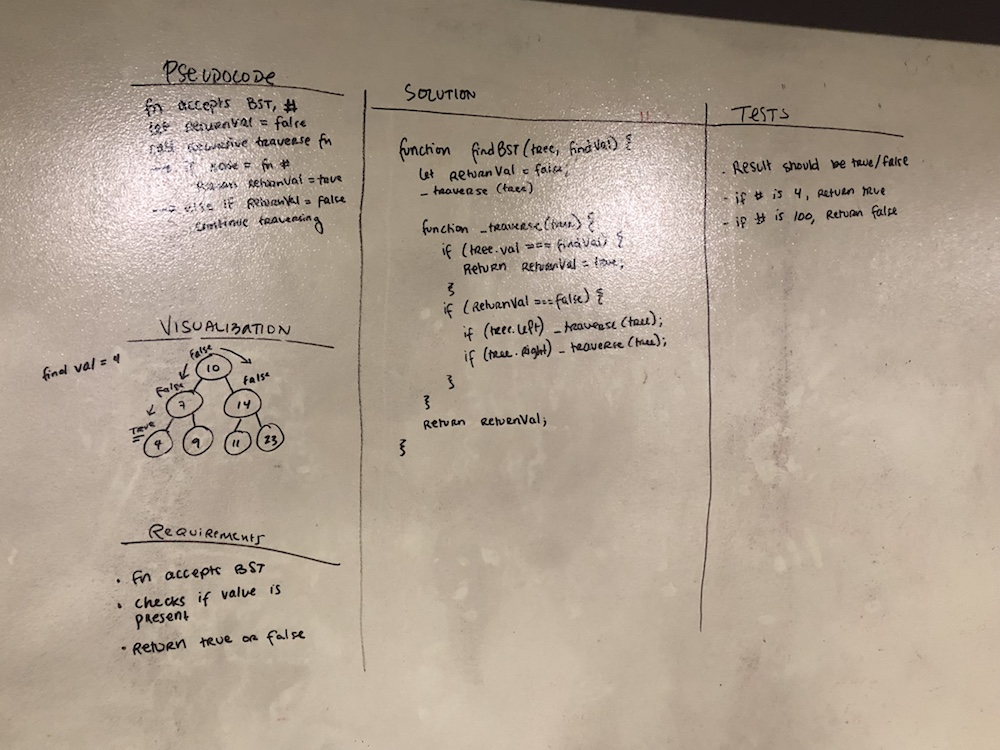 PSEUDOCODE
fn accepts BST, #
let returnVal = false
call recursive traverse fn
--> if node = fn #
return returnVal = true
--> else if returnVal = false
continue traversing
VISUALIZATION
find val = 4
False
10
False
False
7
14
True
4
9
11
23
Requirements
• fn accepts BST
• checks if value is
present
• Return true or false
SOLUTION
function findBST(tree, findVal) {
let returnVal = false;
_traverse(tree)
function _traverse(tree) {
if (tree.val === findVal) {
Return returnVal = true;
}
if (returnVal === false) {
if (tree.left) _traverse(tree);
if (tree.right) _traverse(tree);
}
}
Return returnVal;
}
TESTS
- Result should be true/false
- if # is 4, return true
- if # is 100, return false